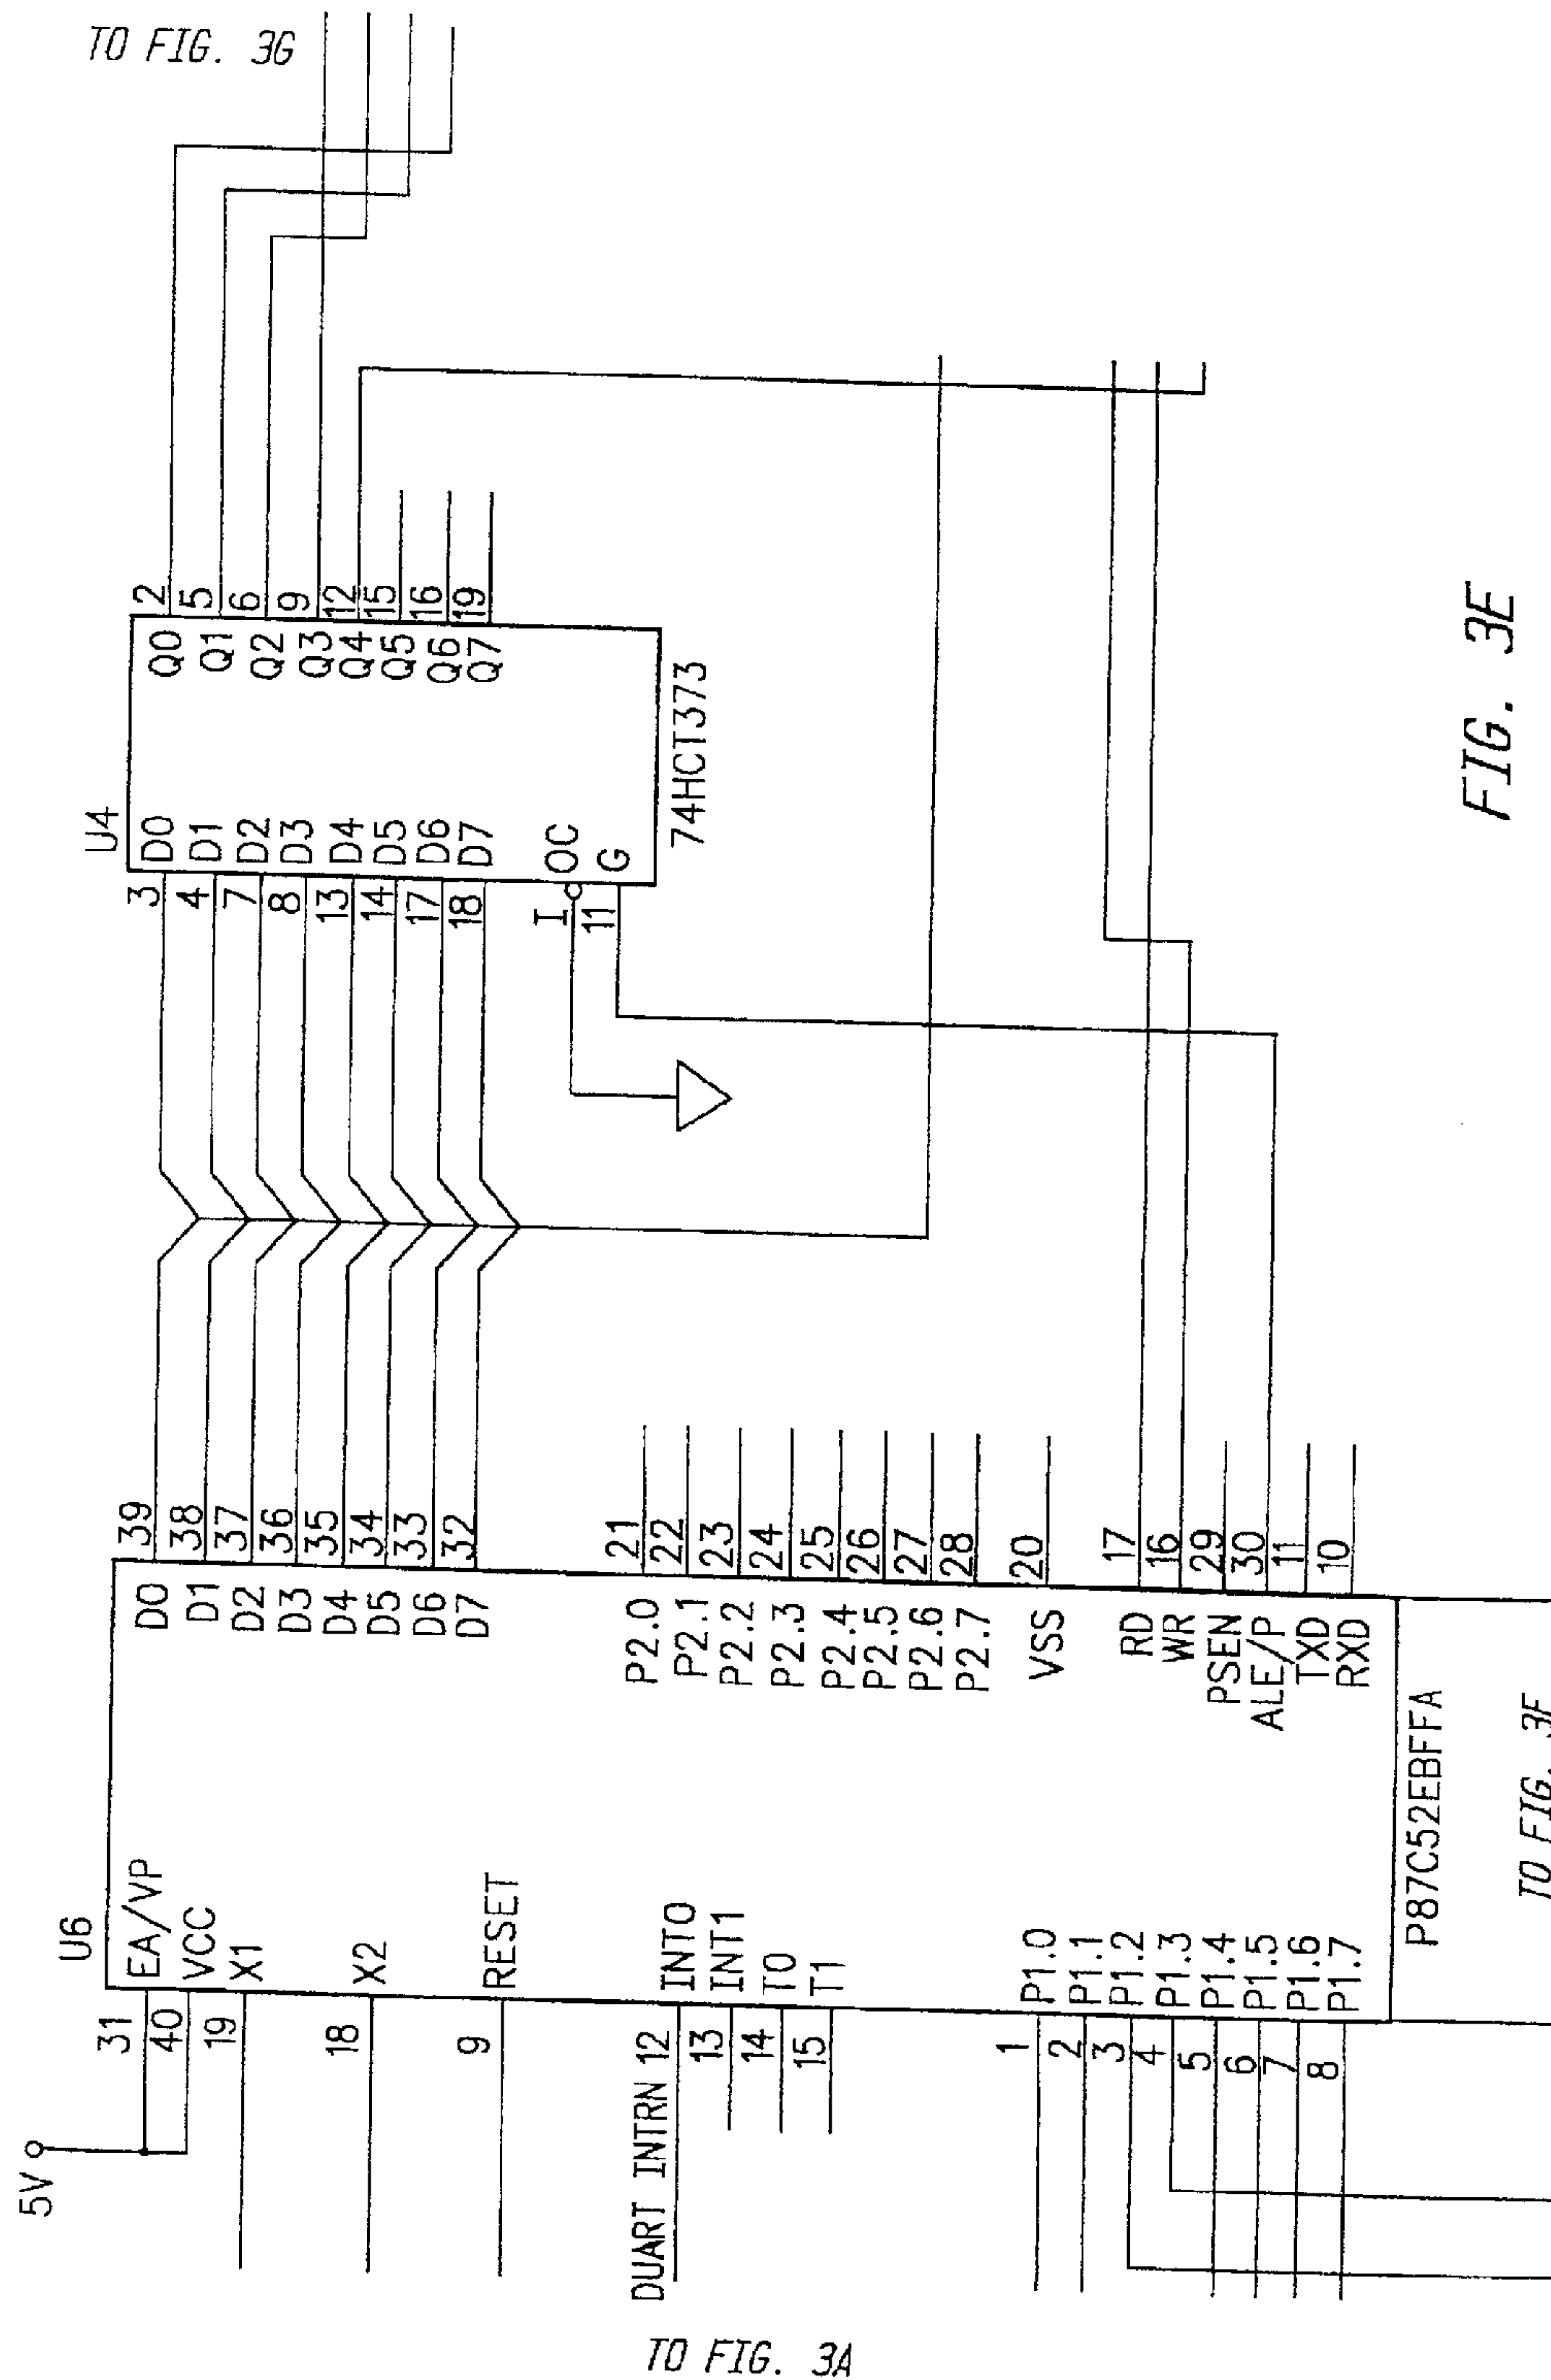 TO FIG. 3G
5V
U6
31 EA/VP
40 VCC
19 X1
18 X2
9 RESET
DUART INTRN 12 INT0
13 INT1
14 T0
15 T1
1 P1.0
2 P1.1
3 P1.2
4 P1.3
5 P1.4
6 P1.5
7 P1.6
8 P1.7
D0 39
D1 38
D2 37
D3 36
D4 35
D5 34
D6 33
D7 32
P2.0 21
P2.1 22
P2.2 23
P2.3 24
P2.4 25
P2.5 26
P2.6 27
P2.7 28
VSS 20
RD 17
WR 16
PSEN 29
ALE/P 30
TXD 11
RXD 10
P87C52EBFFA
U4
3 D0
4 D1
7 D2
8 D3
13 D4
14 D5
17 D6
18 D7
1 OC
11 G
Q0 2
Q1 5
Q2 6
Q3 9
Q4 12
Q5 15
Q6 16
Q7 19
74HCT373
TO FIG. 3A
TO FIG. 3F
FIG. 3E